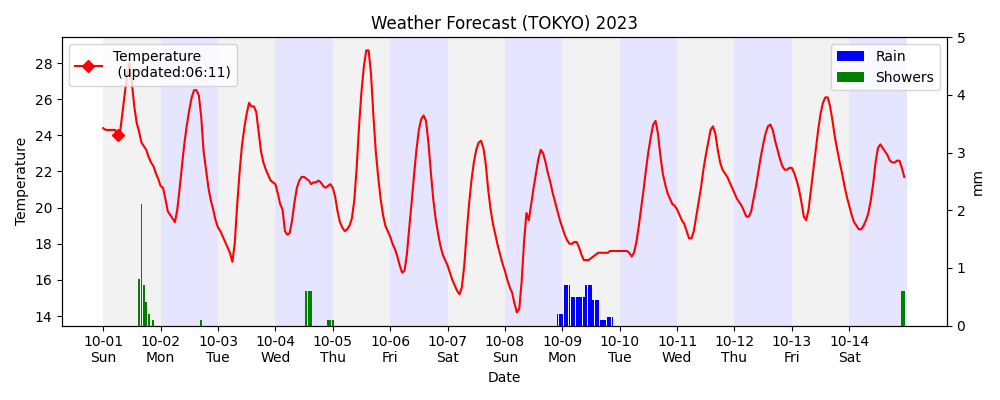 Weather Forecast (TOKYO) 2023
Temperature
(updated:06:11)
Rain
Showers
Temperature
28
26
24
22
20
18
16
14
5
4
3
2
1
0
mm
10-01 10-02 10-03 10-04 10-05 10-06 10-07 10-08 10-09 10-10 10-11 10-12 10-13 10-14
Sun Mon Tue Wed Thu Fri Sat Sun Mon Tue Wed Thu Fri Sat
Date